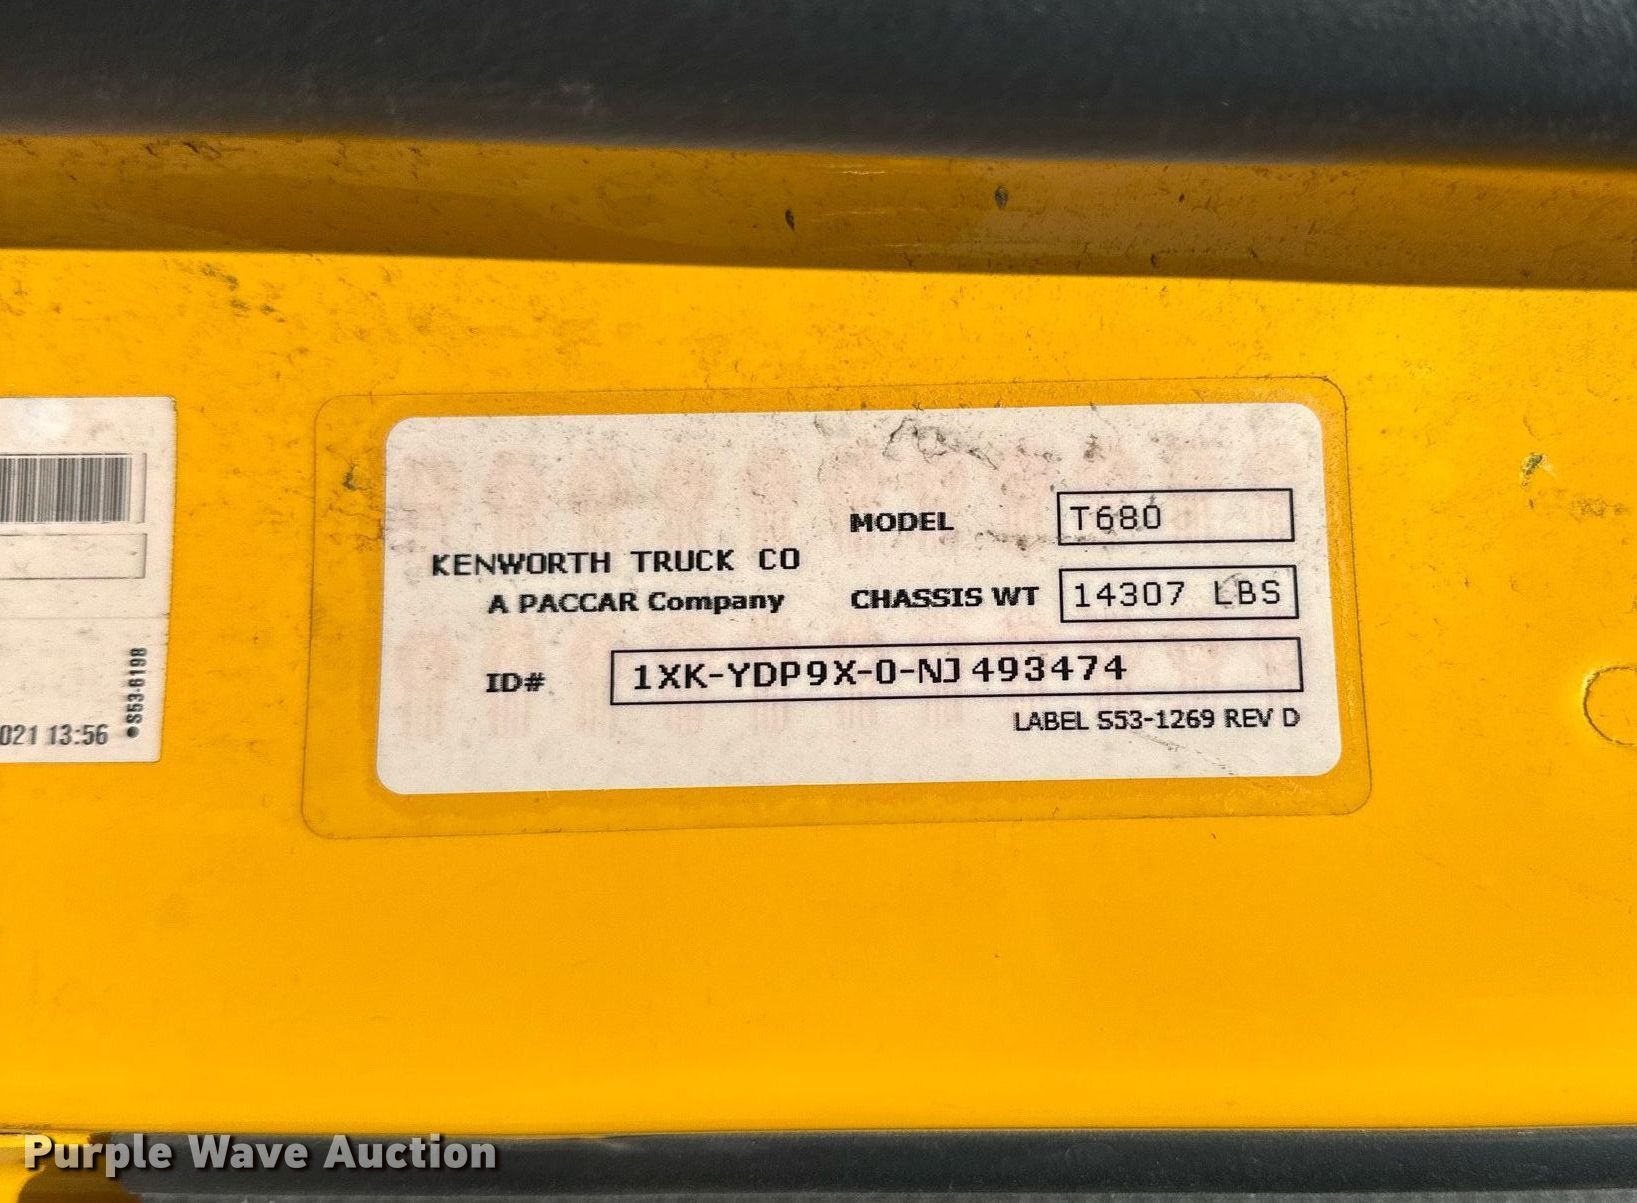 MODEL T680
KENWORTH TRUCK CO
A PACCAR Company
CHASSIS WT 14307 LBS
ID# 1XK-YDP9X-0-NJ493474
LABEL S53-1269 REV D
●S53-6198
021 13:56
Purple Wave Auction